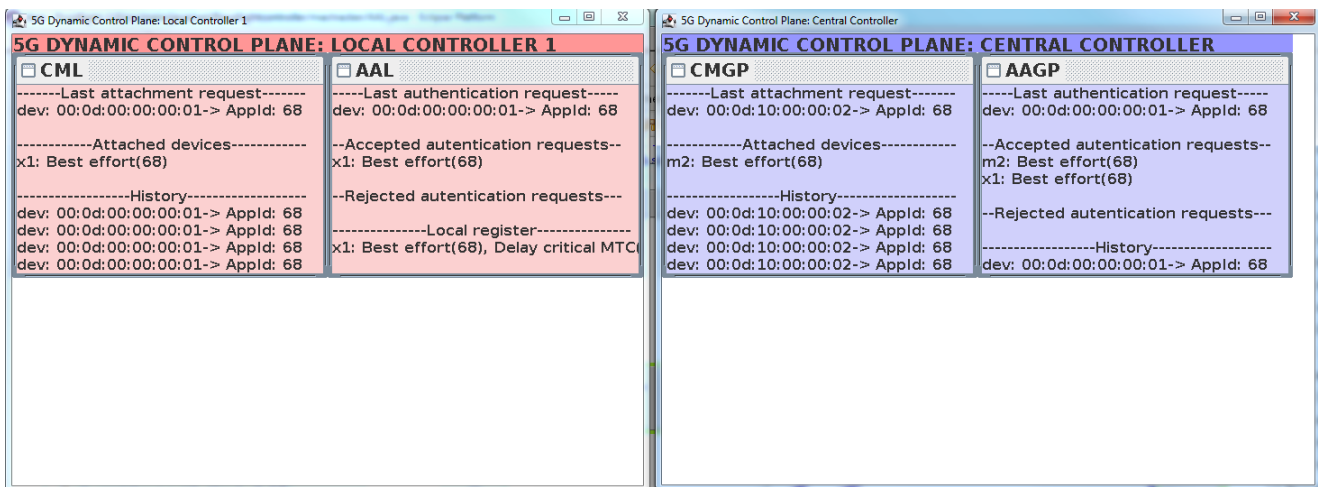 5G Dynamic Control Plane: Local Controller 1
5G DYNAMIC CONTROL PLANE: LOCAL CONTROLLER 1
CML
-------Last attachment request-------
dev: 00:0d:00:00:00:01-> AppId: 68
------------Attached devices------------
x1: Best effort(68)
------------------History-------------------
dev: 00:0d:00:00:00:01-> AppId: 68
dev: 00:0d:00:00:00:01-> AppId: 68
dev: 00:0d:00:00:00:01-> AppId: 68
dev: 00:0d:00:00:00:01-> AppId: 68
AAL
-----Last authentication request-----
dev: 00:0d:00:00:00:01-> AppId: 68
--Accepted autentication requests--
x1: Best effort(68)
--Rejected autentication requests---
---------------Local register---------------
x1: Best effort(68), Delay critical MTC(
5G Dynamic Control Plane: Central Controller
5G DYNAMIC CONTROL PLANE: CENTRAL CONTROLLER
CMGP
-------Last attachment request-------
dev: 00:0d:10:00:00:02-> AppId: 68
------------Attached devices------------
m2: Best effort(68)
------------------History-------------------
dev: 00:0d:10:00:00:02-> AppId: 68
dev: 00:0d:10:00:00:02-> AppId: 68
dev: 00:0d:10:00:00:02-> AppId: 68
dev: 00:0d:10:00:00:02-> AppId: 68
AAGP
-----Last authentication request-----
dev: 00:0d:00:00:00:01-> AppId: 68
--Accepted autentication requests--
m2: Best effort(68)
x1: Best effort(68)
--Rejected autentication requests---
------------------History-------------------
dev: 00:0d:00:00:00:01-> AppId: 68